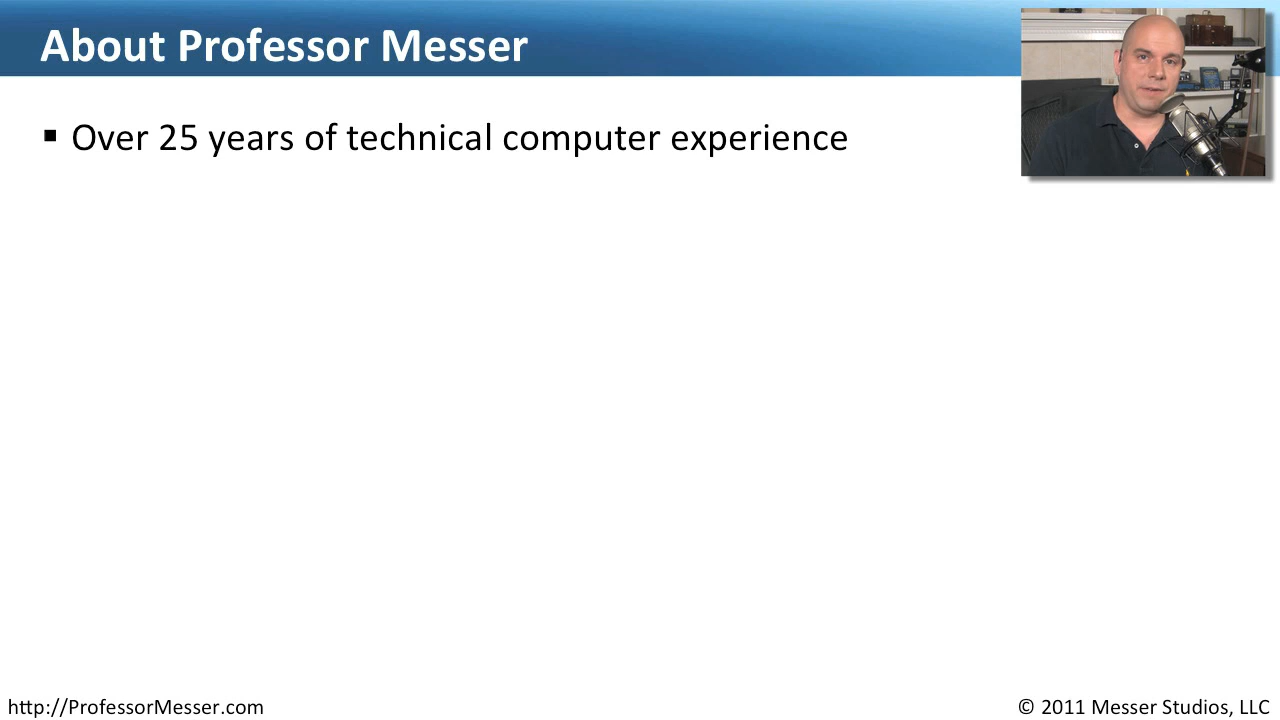 About Professor Messer
▪ Over 25 years of technical computer experience
http://ProfessorMesser.com
© 2011 Messer Studios, LLC